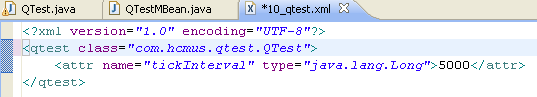 QTest.java QTestMBean.java *10_qtest.xml
<?xml version="1.0" encoding="UTF-8"?>
<qtest class="com.hcmus.qtest.QTest">
<attr name="tickInterval" type="java.lang.Long">5000</attr>
</qtest>